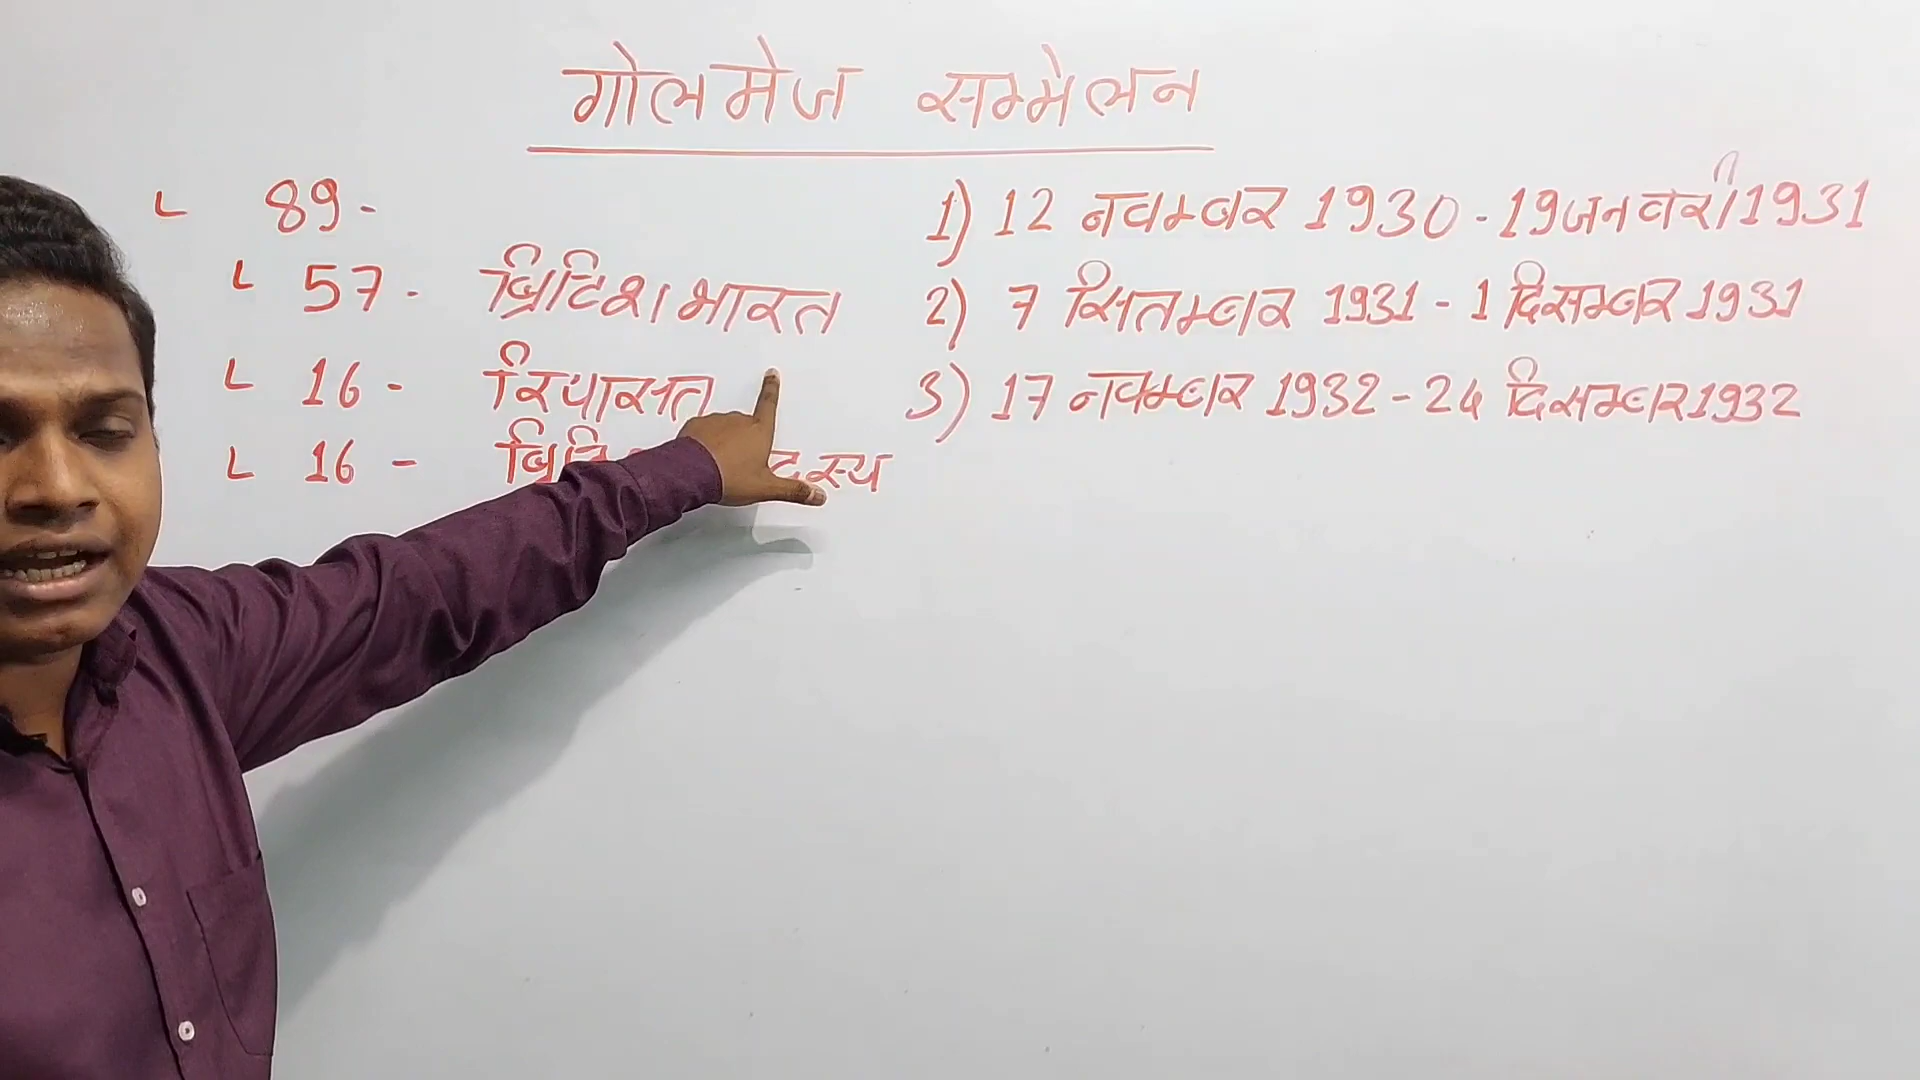 गोलमेज सम्मेलन
L 89 -
L 57 - ब्रिटिश भारत
L 16 - रियासत
L 16 -
1) 12 नवम्बर 1930 - 19 जनवरी 1931
2) 7 सितम्बर 1931 - 1 दिसम्बर 1931
3) 17 नवम्बर 1932 - 24 दिसम्बर 1932